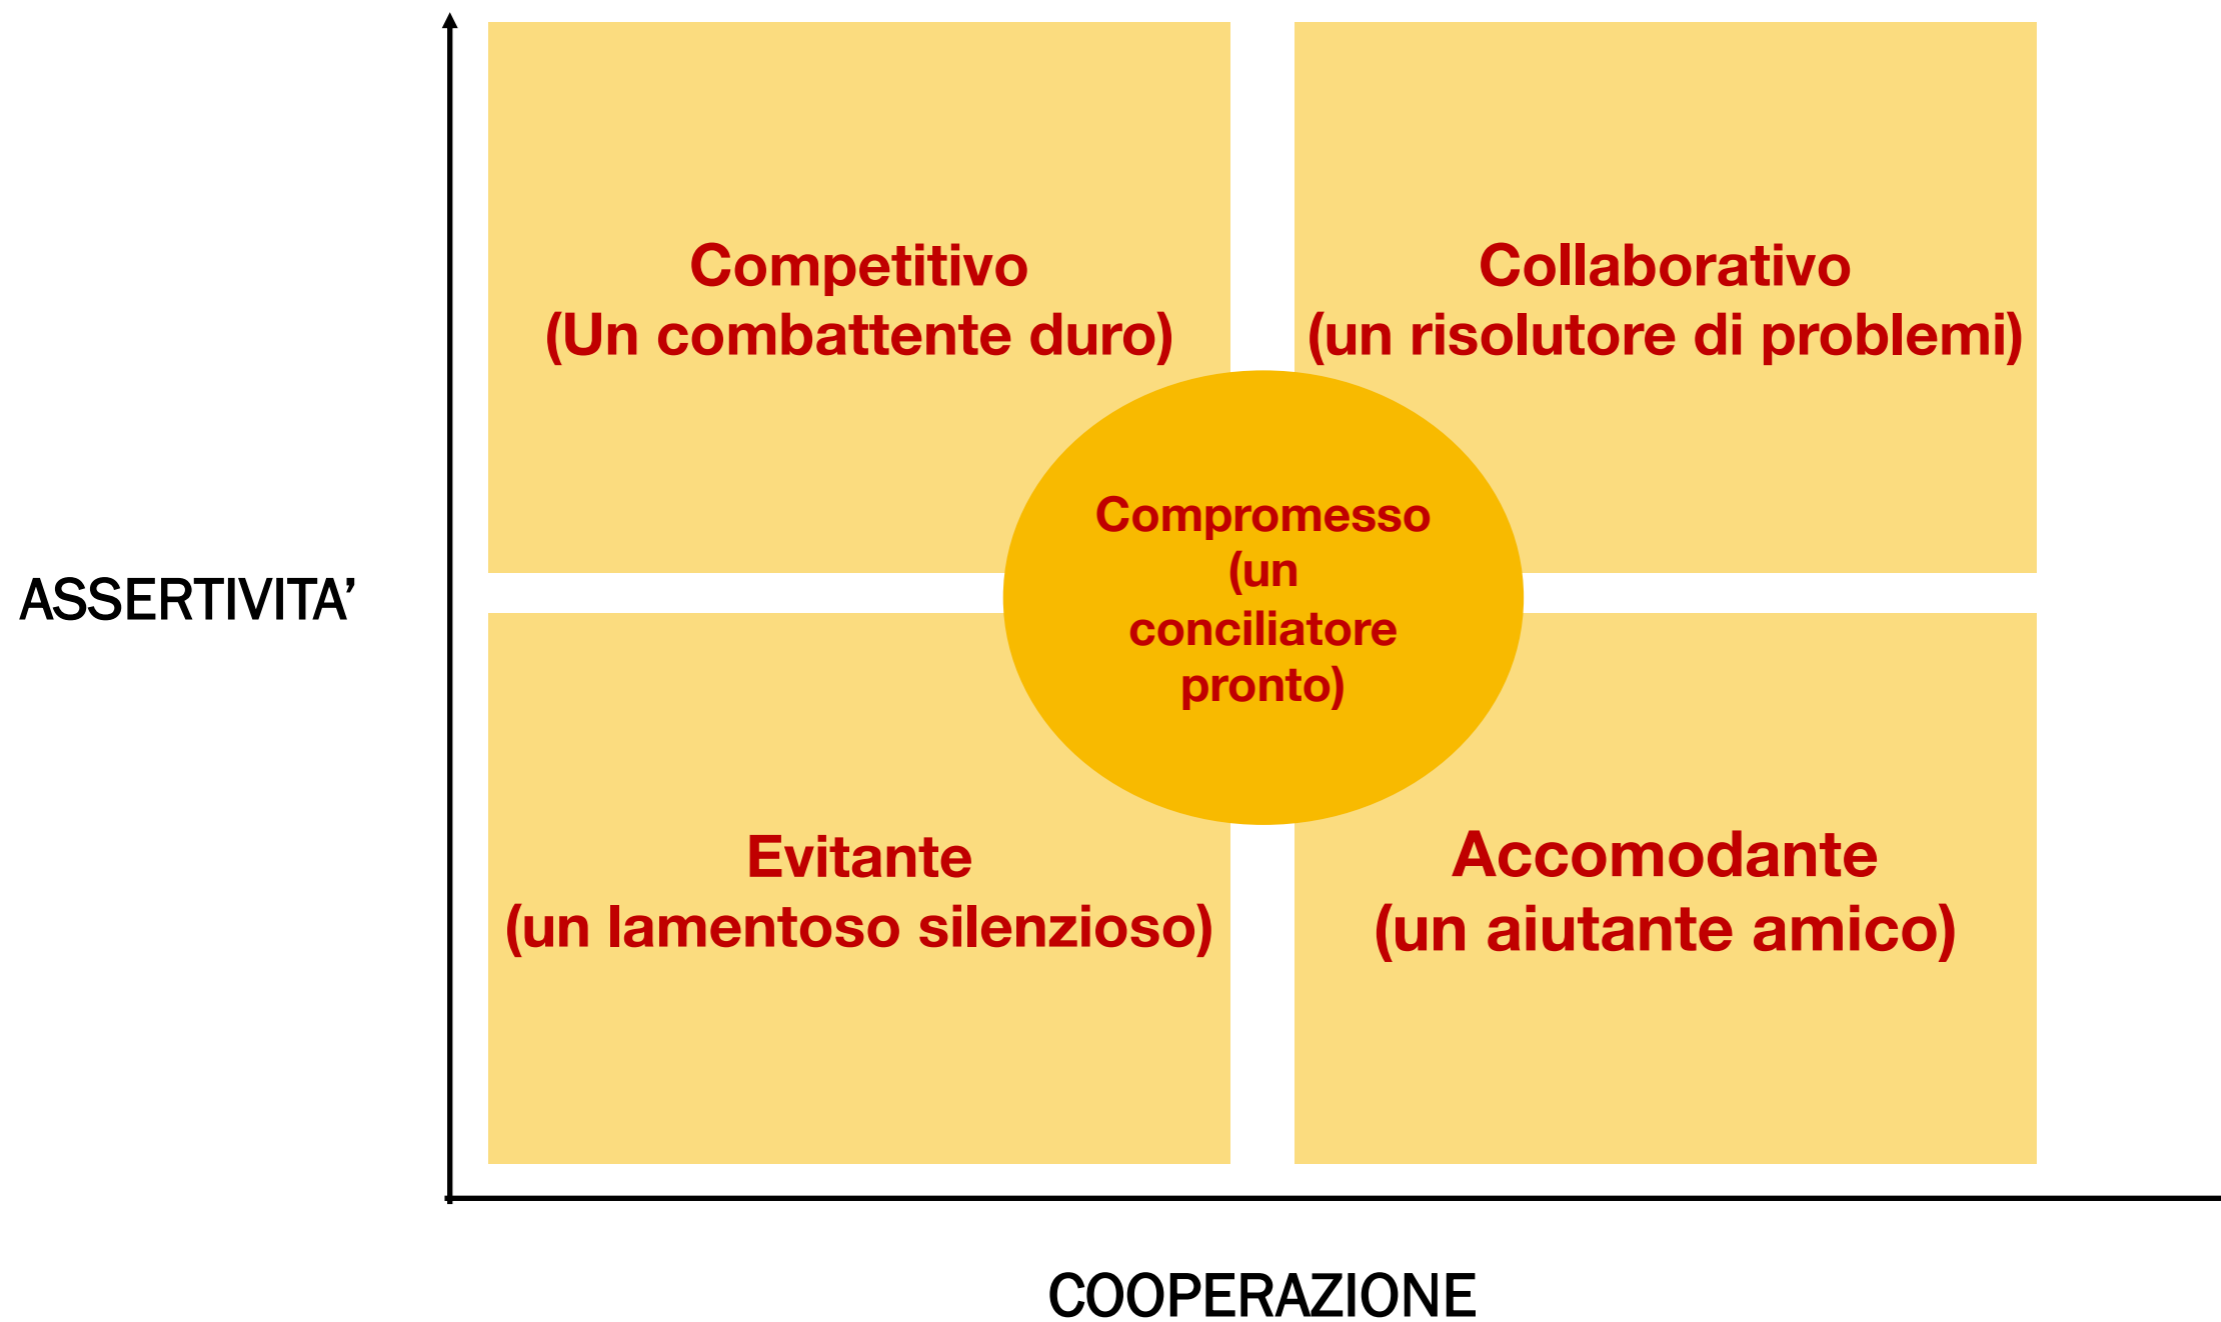 Competitivo
(Un combattente duro)
Collaborativo
(un risolutore di problemi)
Compromesso
(un
conciliatore
pronto)
ASSERTIVITA’
Evitante
(un lamentoso silenzioso)
Accomodante
(un aiutante amico)
COOPERAZIONE